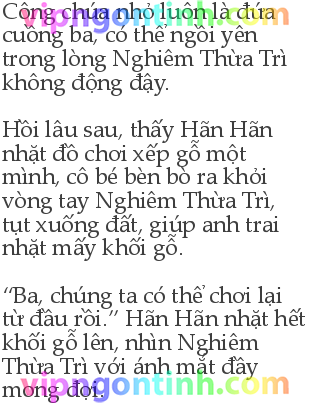 Công chúa nhỏ luôn là đứa
cuồng ba, có thể ngồi yên
trong lòng Nghiêm Thừa Trì
không động đậy.
Hồi lâu sau, thấy Hãn Hãn
nhặt đồ chơi xếp gỗ một
mình, cô bé bèn bò ra khỏi
vòng tay Nghiêm Thừa Trì,
tụt xuống đất, giúp anh trai
nhặt mấy khối gỗ.
“Ba, chúng ta có thể chơi lại
từ đầu rồi.” Hãn Hãn nhặt hết
khối gỗ lên, nhìn Nghiêm
Thừa Trì với ánh mắt đầy
mong đợi.
vipngontinh.com
vipngontinh.com